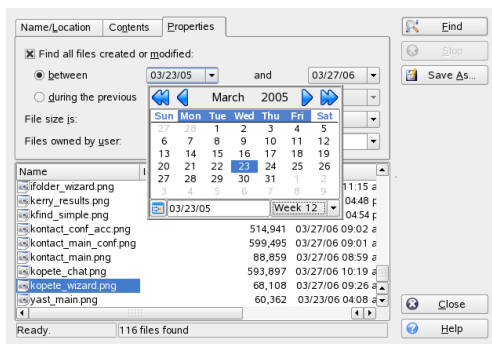 Name/Location Contents Properties
Find
Find all files created or modified:
Stop
between 03/23/05 and 03/27/06
Save As...
during the previous
March 2005
File size is:
Sun Mon Tue Wed Thu Fri Sat
27 28 1 2 3 4 5
Files owned by user:
6 7 8 9 10 11 12
13 14 15 16 17 18 19
20 21 22 23 24 25 26
27 28 29 30 31 1 2
3 4 5 6 7 8 9
03/23/05 Week 12
Name
ifolder_wizard.png 11:15 a
kerry_results.png 04:48 p
kfind_simple.png 04:54 p
kontact_conf_acc.png 514,941 03/27/06 09:02 a
kontact_main_conf.png 599,495 03/27/06 09:01 a
kontact_main.png 88,859 03/27/06 08:59 a
kopete_chat.png 593,897 03/27/06 10:19 a
kopete_wizard.png 68,108 03/27/06 09:26 a
yast_main.png 60,362 03/23/06 04:08 a
Close
Ready. 116 files found
Help